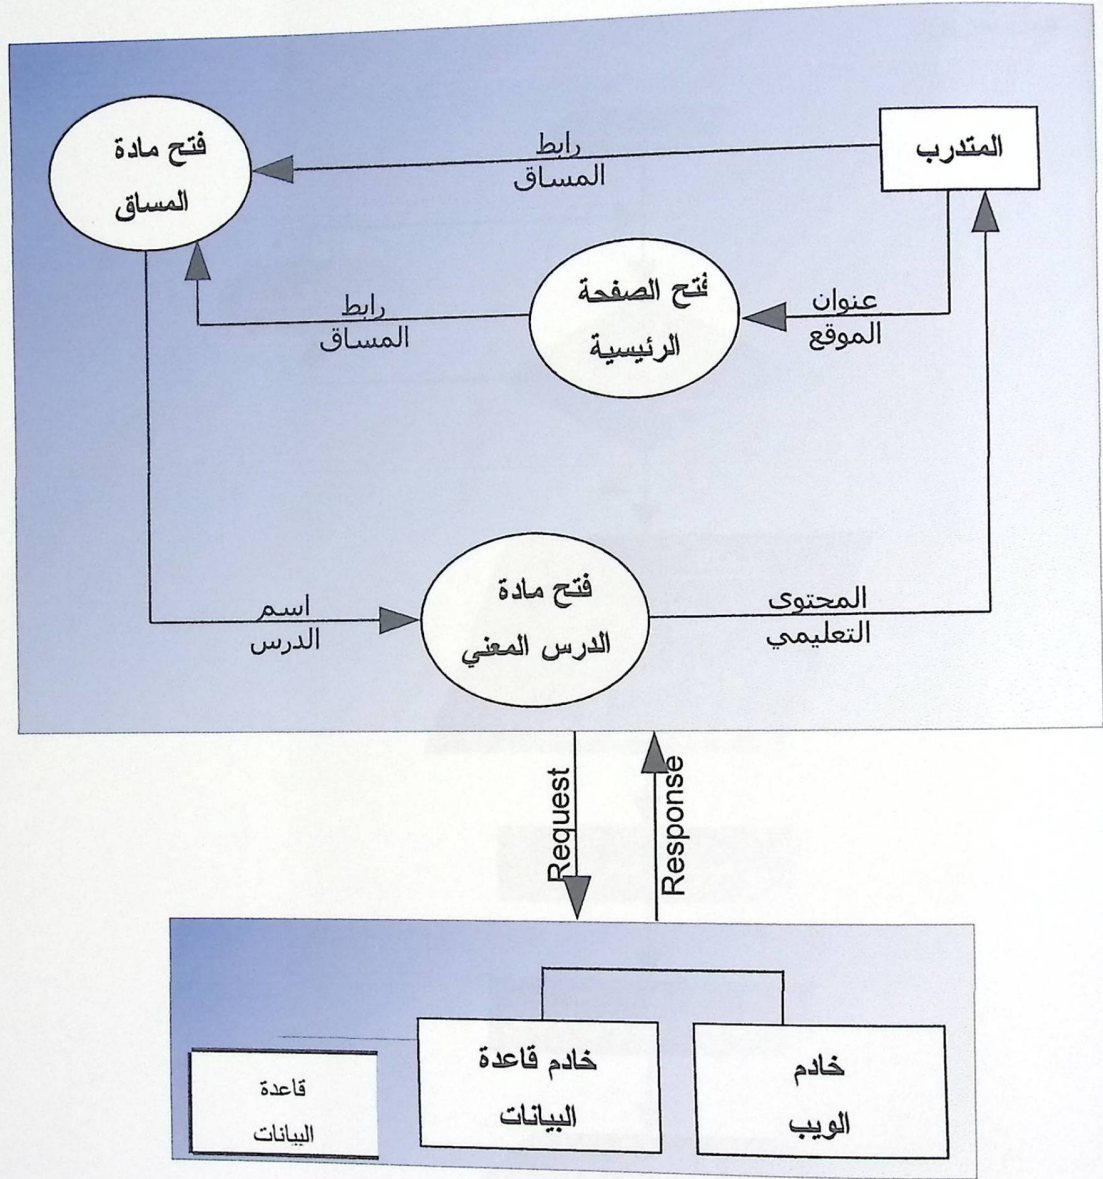 المتدرب
رابط
المساق
فتح مادة
المساق
عنوان
الموقع
فتح الصفحة
الرئيسية
رابط
المساق
اسم
الدرس
فتح مادة
الدرس المعني
المحتوى
التعليمي
Request
Response
خادم
الويب
خادم قاعدة
البيانات
قاعدة
البيانات